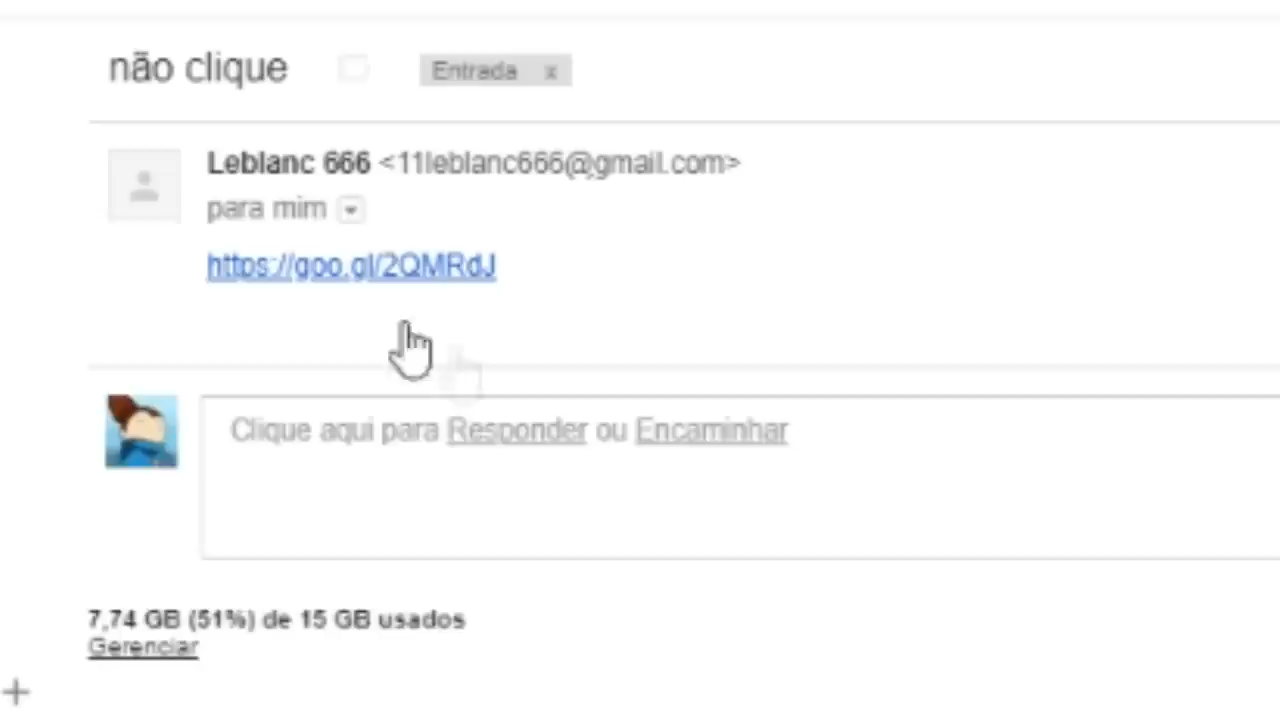 não clique
Entrada x
Leblanc 666 <11leblanc666@gmail.com>
para mim
https://goo.gl/2QMRdJ
Clique aqui para Responder ou Encaminhar
7,74 GB (51%) de 15 GB usados
Gerenciar